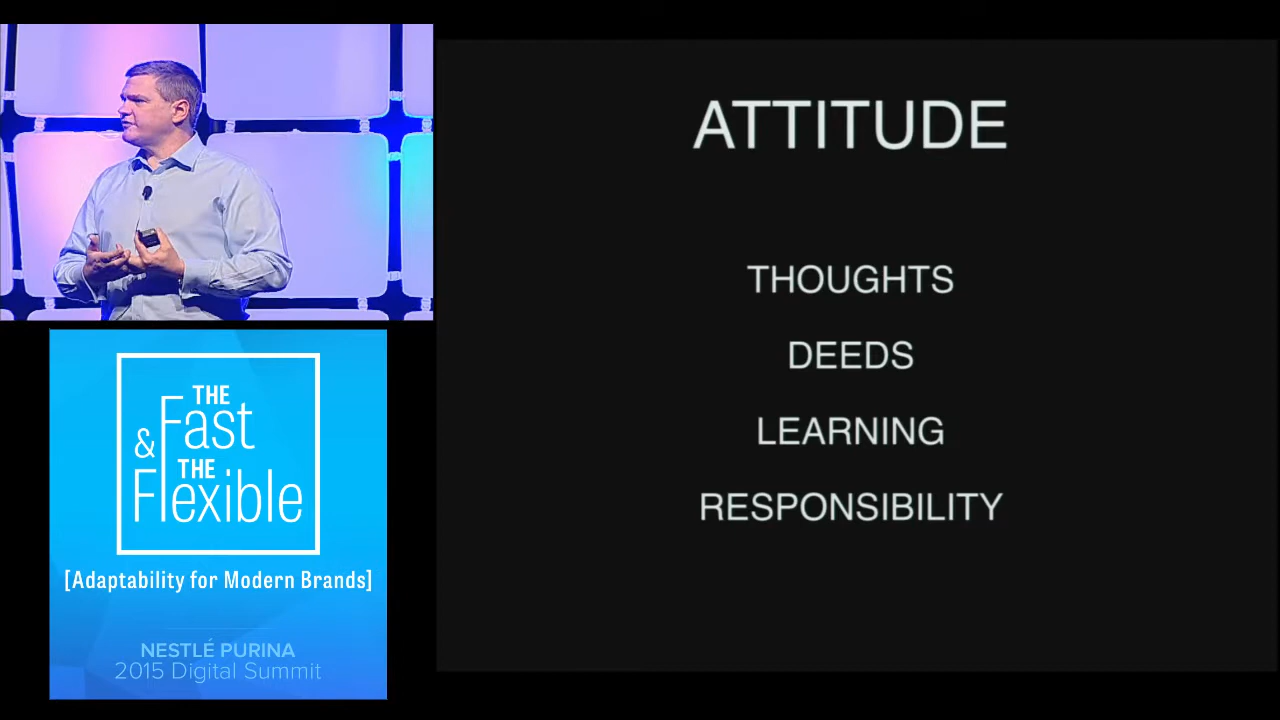 ATTITUDE
THOUGHTS
DEEDS
LEARNING
RESPONSIBILITY
THE
Fast
&
THE
Flexible
[Adaptability for Modern Brands]
NESTLÉ PURINA
2015 Digital Summit